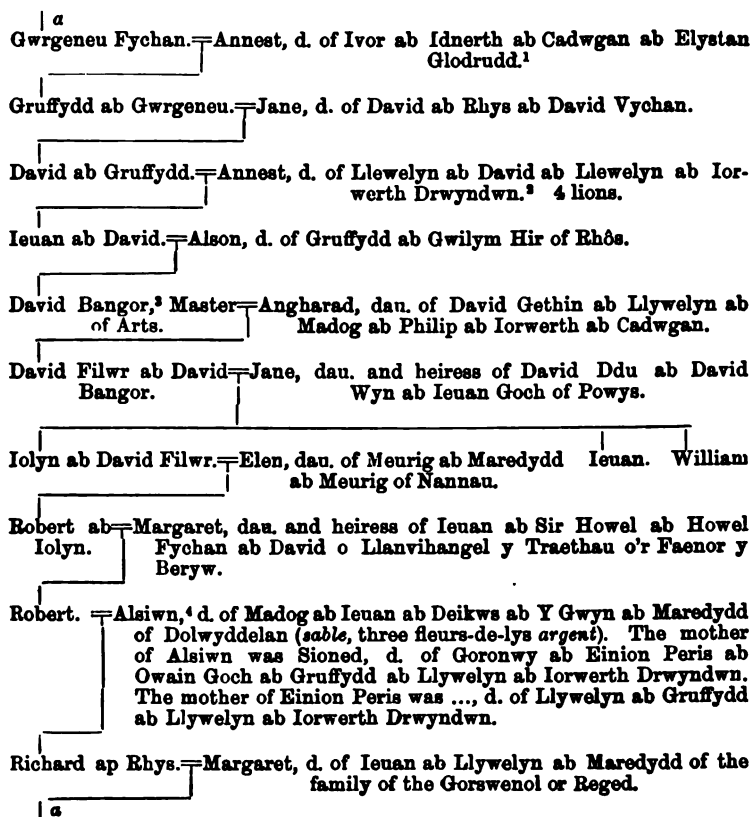 a
Gwrgeneu Fychan.=Annest, d. of Ivor ab Idnerth ab Cadwgan ab Elystan
Glodrudd.¹
Gruffydd ab Gwrgeneu.=Jane, d. of David ab Rhys ab David Vychan.
David ab Gruffydd.=Annest, d. of Llewelyn ab David ab Llewelyn ab Ior-
werth Drwyndwn.² 4 lions.
Ieuan ab David.=Alson, d. of Gruffydd ab Gwilym Hir of Rhôs.
David Bangor,³ Master=Angharad, dau. of David Gethin ab Llywelyn ab
of Arts. Madog ab Philip ab Iorwerth ab Cadwgan.
David Filwr ab David=Jane, dau. and heiress of David Ddu ab David
Bangor. Wyn ab Ieuan Goch of Powys.
Iolyn ab David Filwr.=Elen, dau. of Meurig ab Maredydd Ieuan. William
ab Meurig of Nannau.
Robert ab=Margaret, dau. and heiress of Ieuan ab Sir Howel ab Howel
Iolyn. Fychan ab David o Llanvihangel y Traethau o'r Faenor y
Beryw.
Robert. =Alsiwn,⁴ d. of Madog ab Ieuan ab Deikws ab Y Gwyn ab Maredydd
of Dolwyddelan (sable, three fleurs-de-lys argent). The mother
of Alsiwn was Sioned, d. of Goronwy ab Einion Peris ab
Owain Goch ab Gruffydd ab Llywelyn ab Iorwerth Drwyndwn.
The mother of Einion Peris was ..., d. of Llywelyn ab Gruffydd
ab Llywelyn ab Iorwerth Drwyndwn.
Richard ap Rhys.=Margaret, d. of Ieuan ab Llywelyn ab Maredydd of the
family of the Gorswenol or Reged.
a